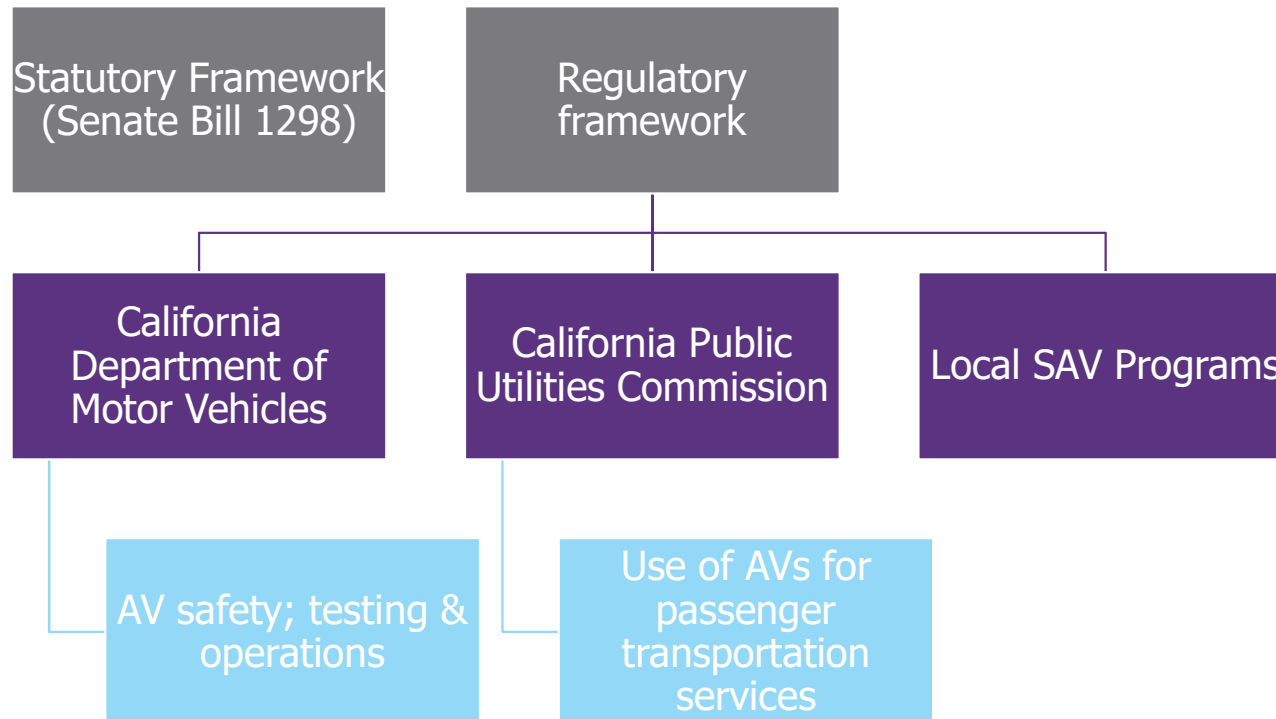 Statutory Framework
(Senate Bill 1298)
Regulatory
framework
California
Department of
Motor Vehicles
California Public
Utilities Commission
Local SAV Programs
AV safety; testing &
operations
Use of AVs for
passenger
transportation
services